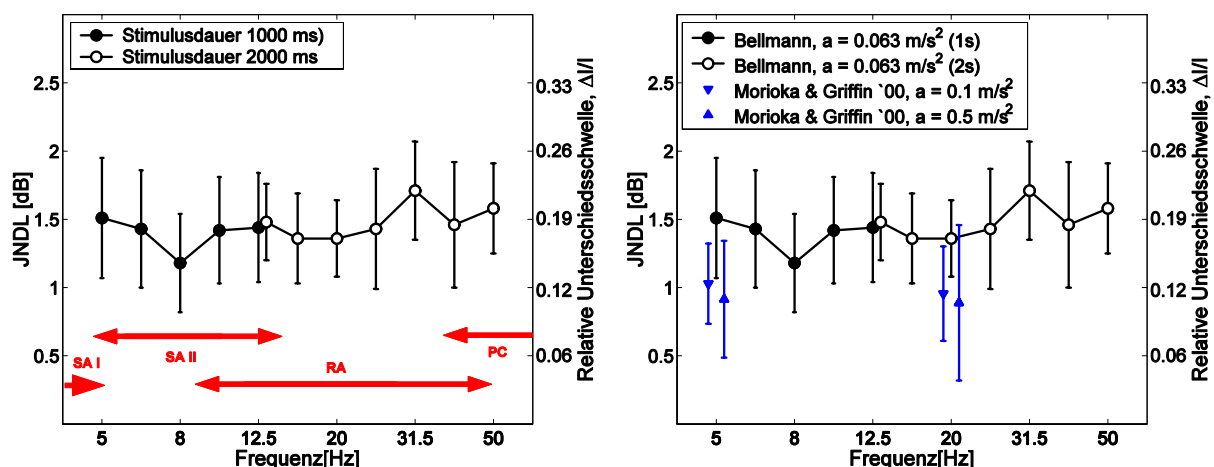 Stimulusdauer 1000 ms)
Stimulusdauer 2000 ms
JNDL [dB]
2.5
2
1.5
1
0.5
0.33
0.26
0.19
0.12
0.06
Relative Unterschiedsschwelle, ΔI/I
SA I
SA II
RA
PC
5 8 12.5 20 31.5 50
Frequenz[Hz]
Bellmann, a = 0.063 m/s² (1s)
Bellmann, a = 0.063 m/s² (2s)
Morioka & Griffin `00, a = 0.1 m/s²
Morioka & Griffin `00, a = 0.5 m/s²
JNDL [dB]
2.5
2
1.5
1
0.5
0.33
0.26
0.19
0.12
0.06
Relative Unterschiedsschwelle, ΔI/I
5 8 12.5 20 31.5 50
Frequenz[Hz]